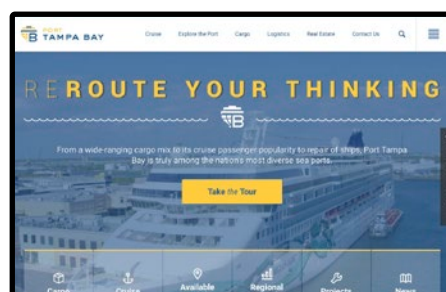 PORT
TAMPA BAY
Cruise Explore the Port Cargo Logistics Real Estate Contact Us
REROUTE YOUR THINKING
B
From a wide-ranging cargo mix to its cruise passenger popularity to repair of ships, Port Tampa
Bay is truly among the nation's most diverse sea ports.
Take the Tour
Cargo Cruise Available Regional Projects News